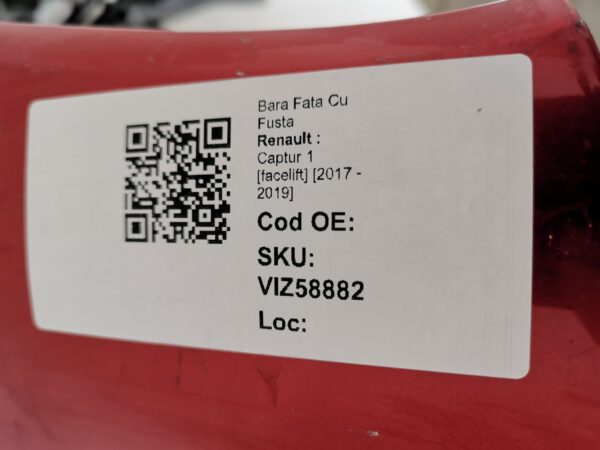 Bara Fata Cu
Fusta
Renault :
Captur 1
[facelift] [2017 -
2019]
Cod OE:
SKU:
VIZ58882
Loc: